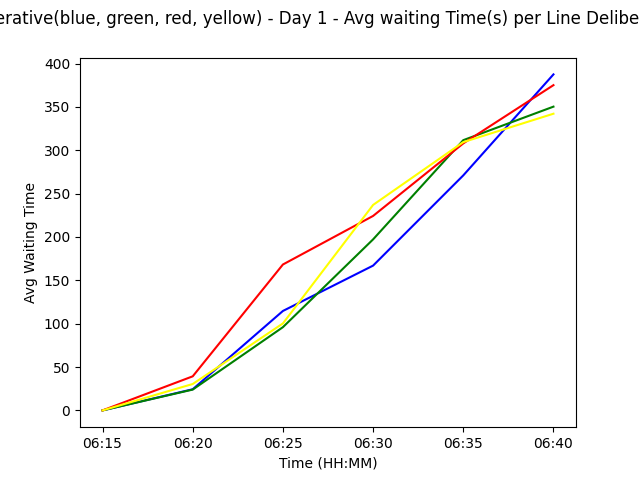 erative(blue, green, red, yellow) - Day 1 - Avg waiting Time(s) per Line Delibe
400
350
300
250
200
150
100
50
0
Avg Waiting Time
06:15 06:20 06:25 06:30 06:35 06:40
Time (HH:MM)